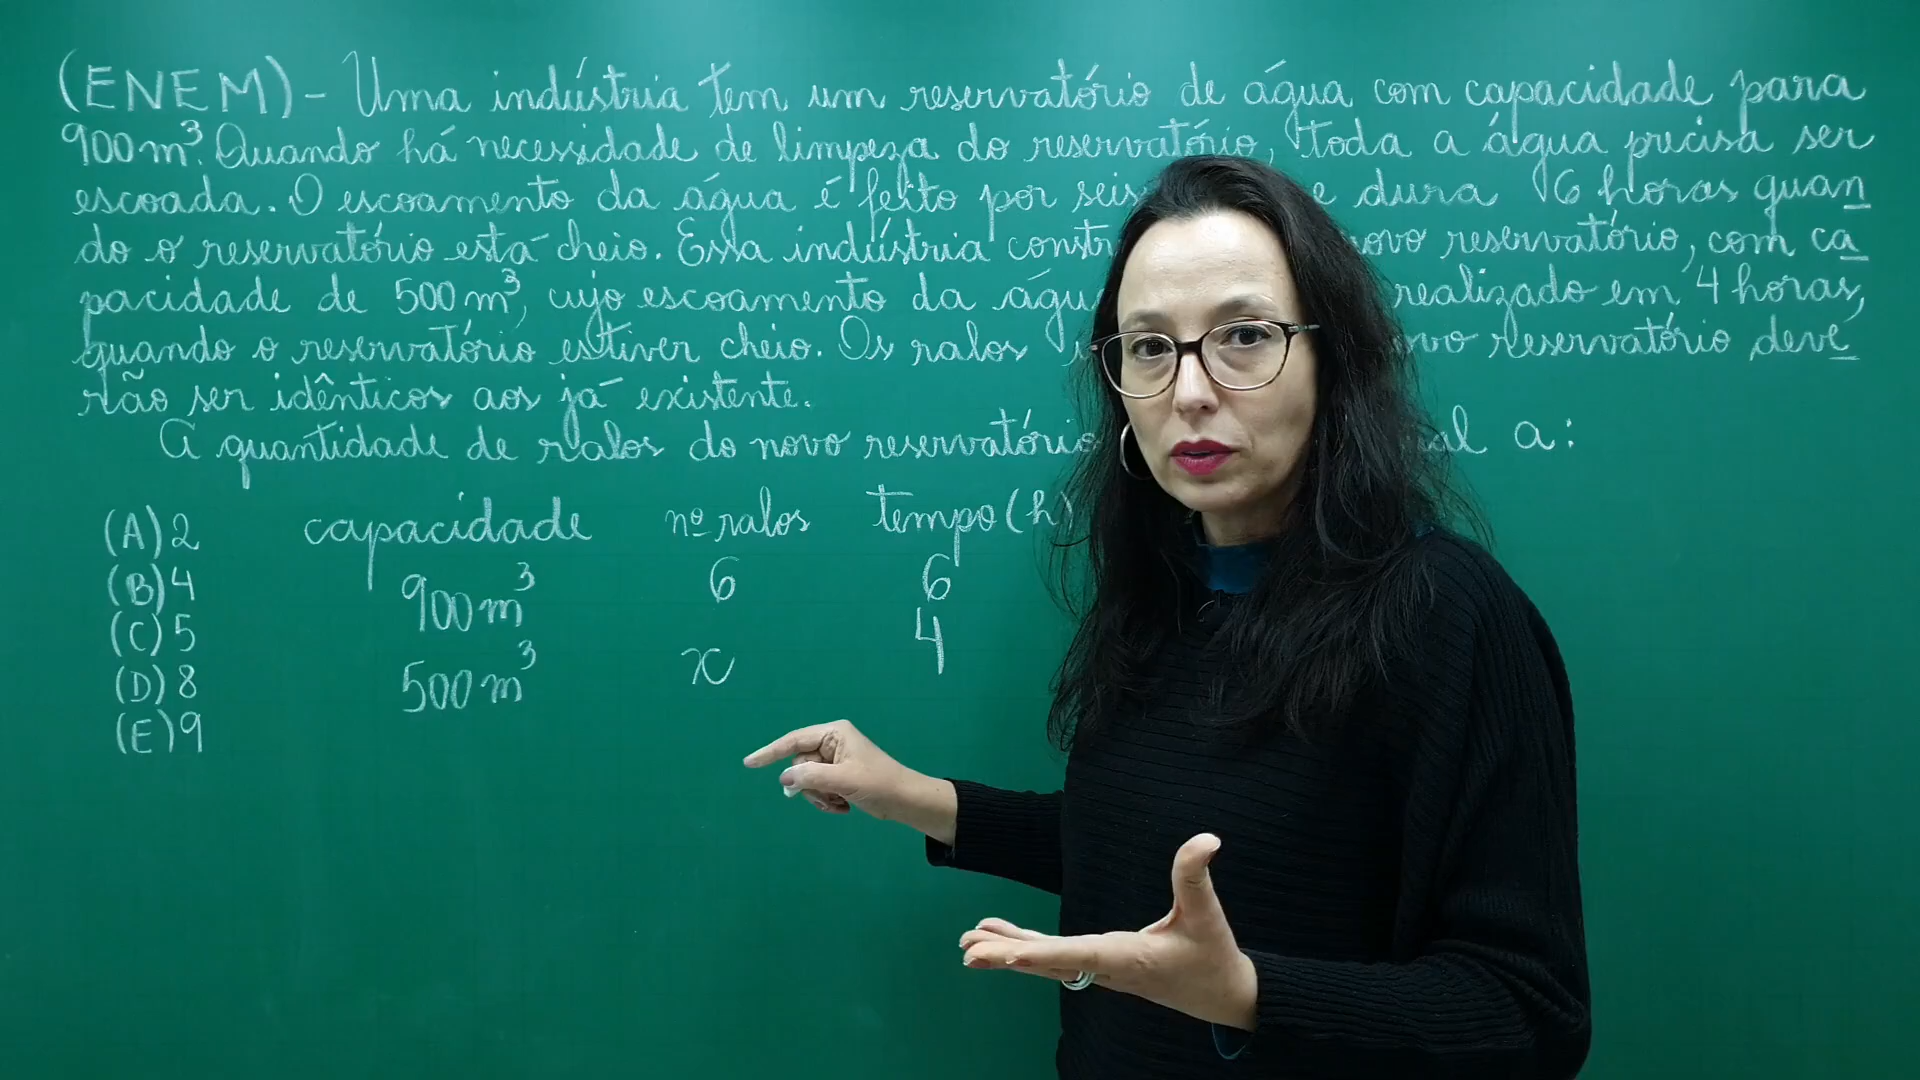 (ENEM) - Uma indústria tem um reservatório de água com capacidade para
900 m³. Quando há necessidade de limpeza do reservatório, toda a água precisa ser
escoada. O escoamento da água é feito por seis e dura 6 horas quan
do o reservatório está cheio. Essa indústria novo reservatório, com ca
pacidade de 500 m³, cujo escoamento da água realizado em 4 horas,
quando o reservatório estiver cheio. Os ralos reservatório deve
rão ser idênticos aos já existente.
A quantidade de ralos do novo reservatório a:
(A) 2 capacidade nº ralos tempo (h)
(B) 4 900 m³ 6 6
(C) 5 500 m³ x 4
(D) 8
(E) 9